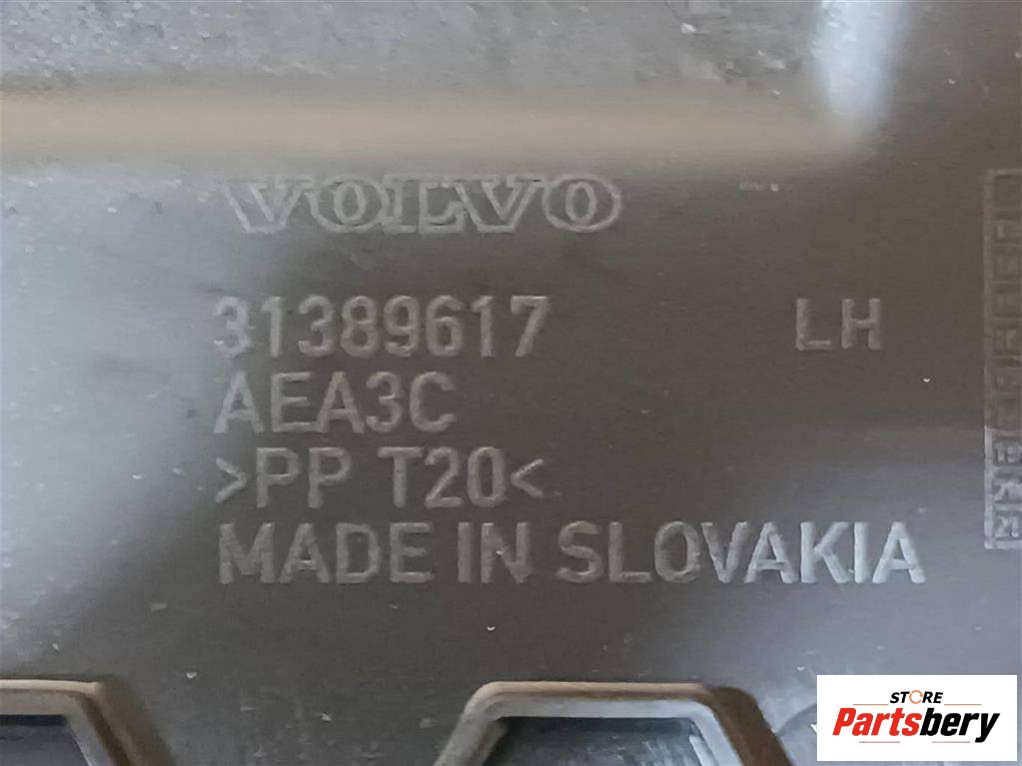 VOLVO
31389617 LH
AEA3C
>PP T20<
MADE IN SLOVAKIA
STORE
Partsbery